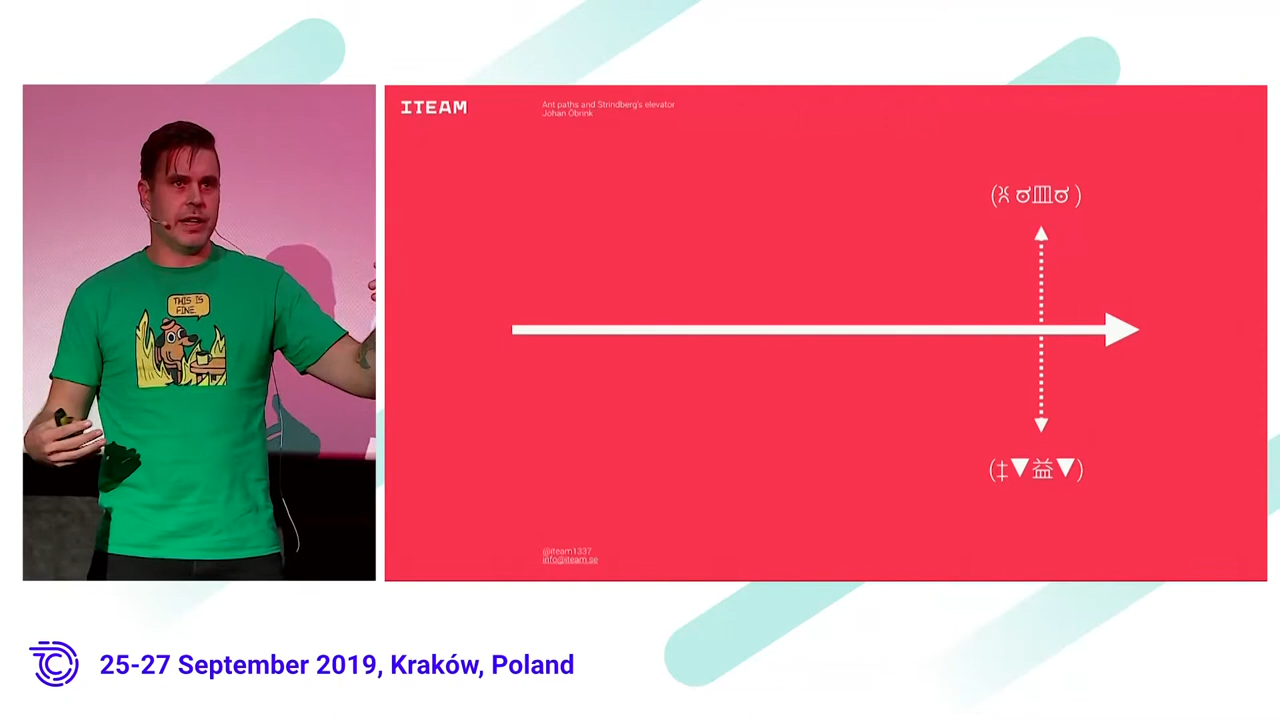 THIS IS
FINE.
ITEAM
Ant paths and Strindberg's elevator
Johan Öbrink
(ꐦ ಠ皿ಠ )
(‡▼益▼)
@iteam1337
info@iteam.se
25-27 September 2019, Kraków, Poland